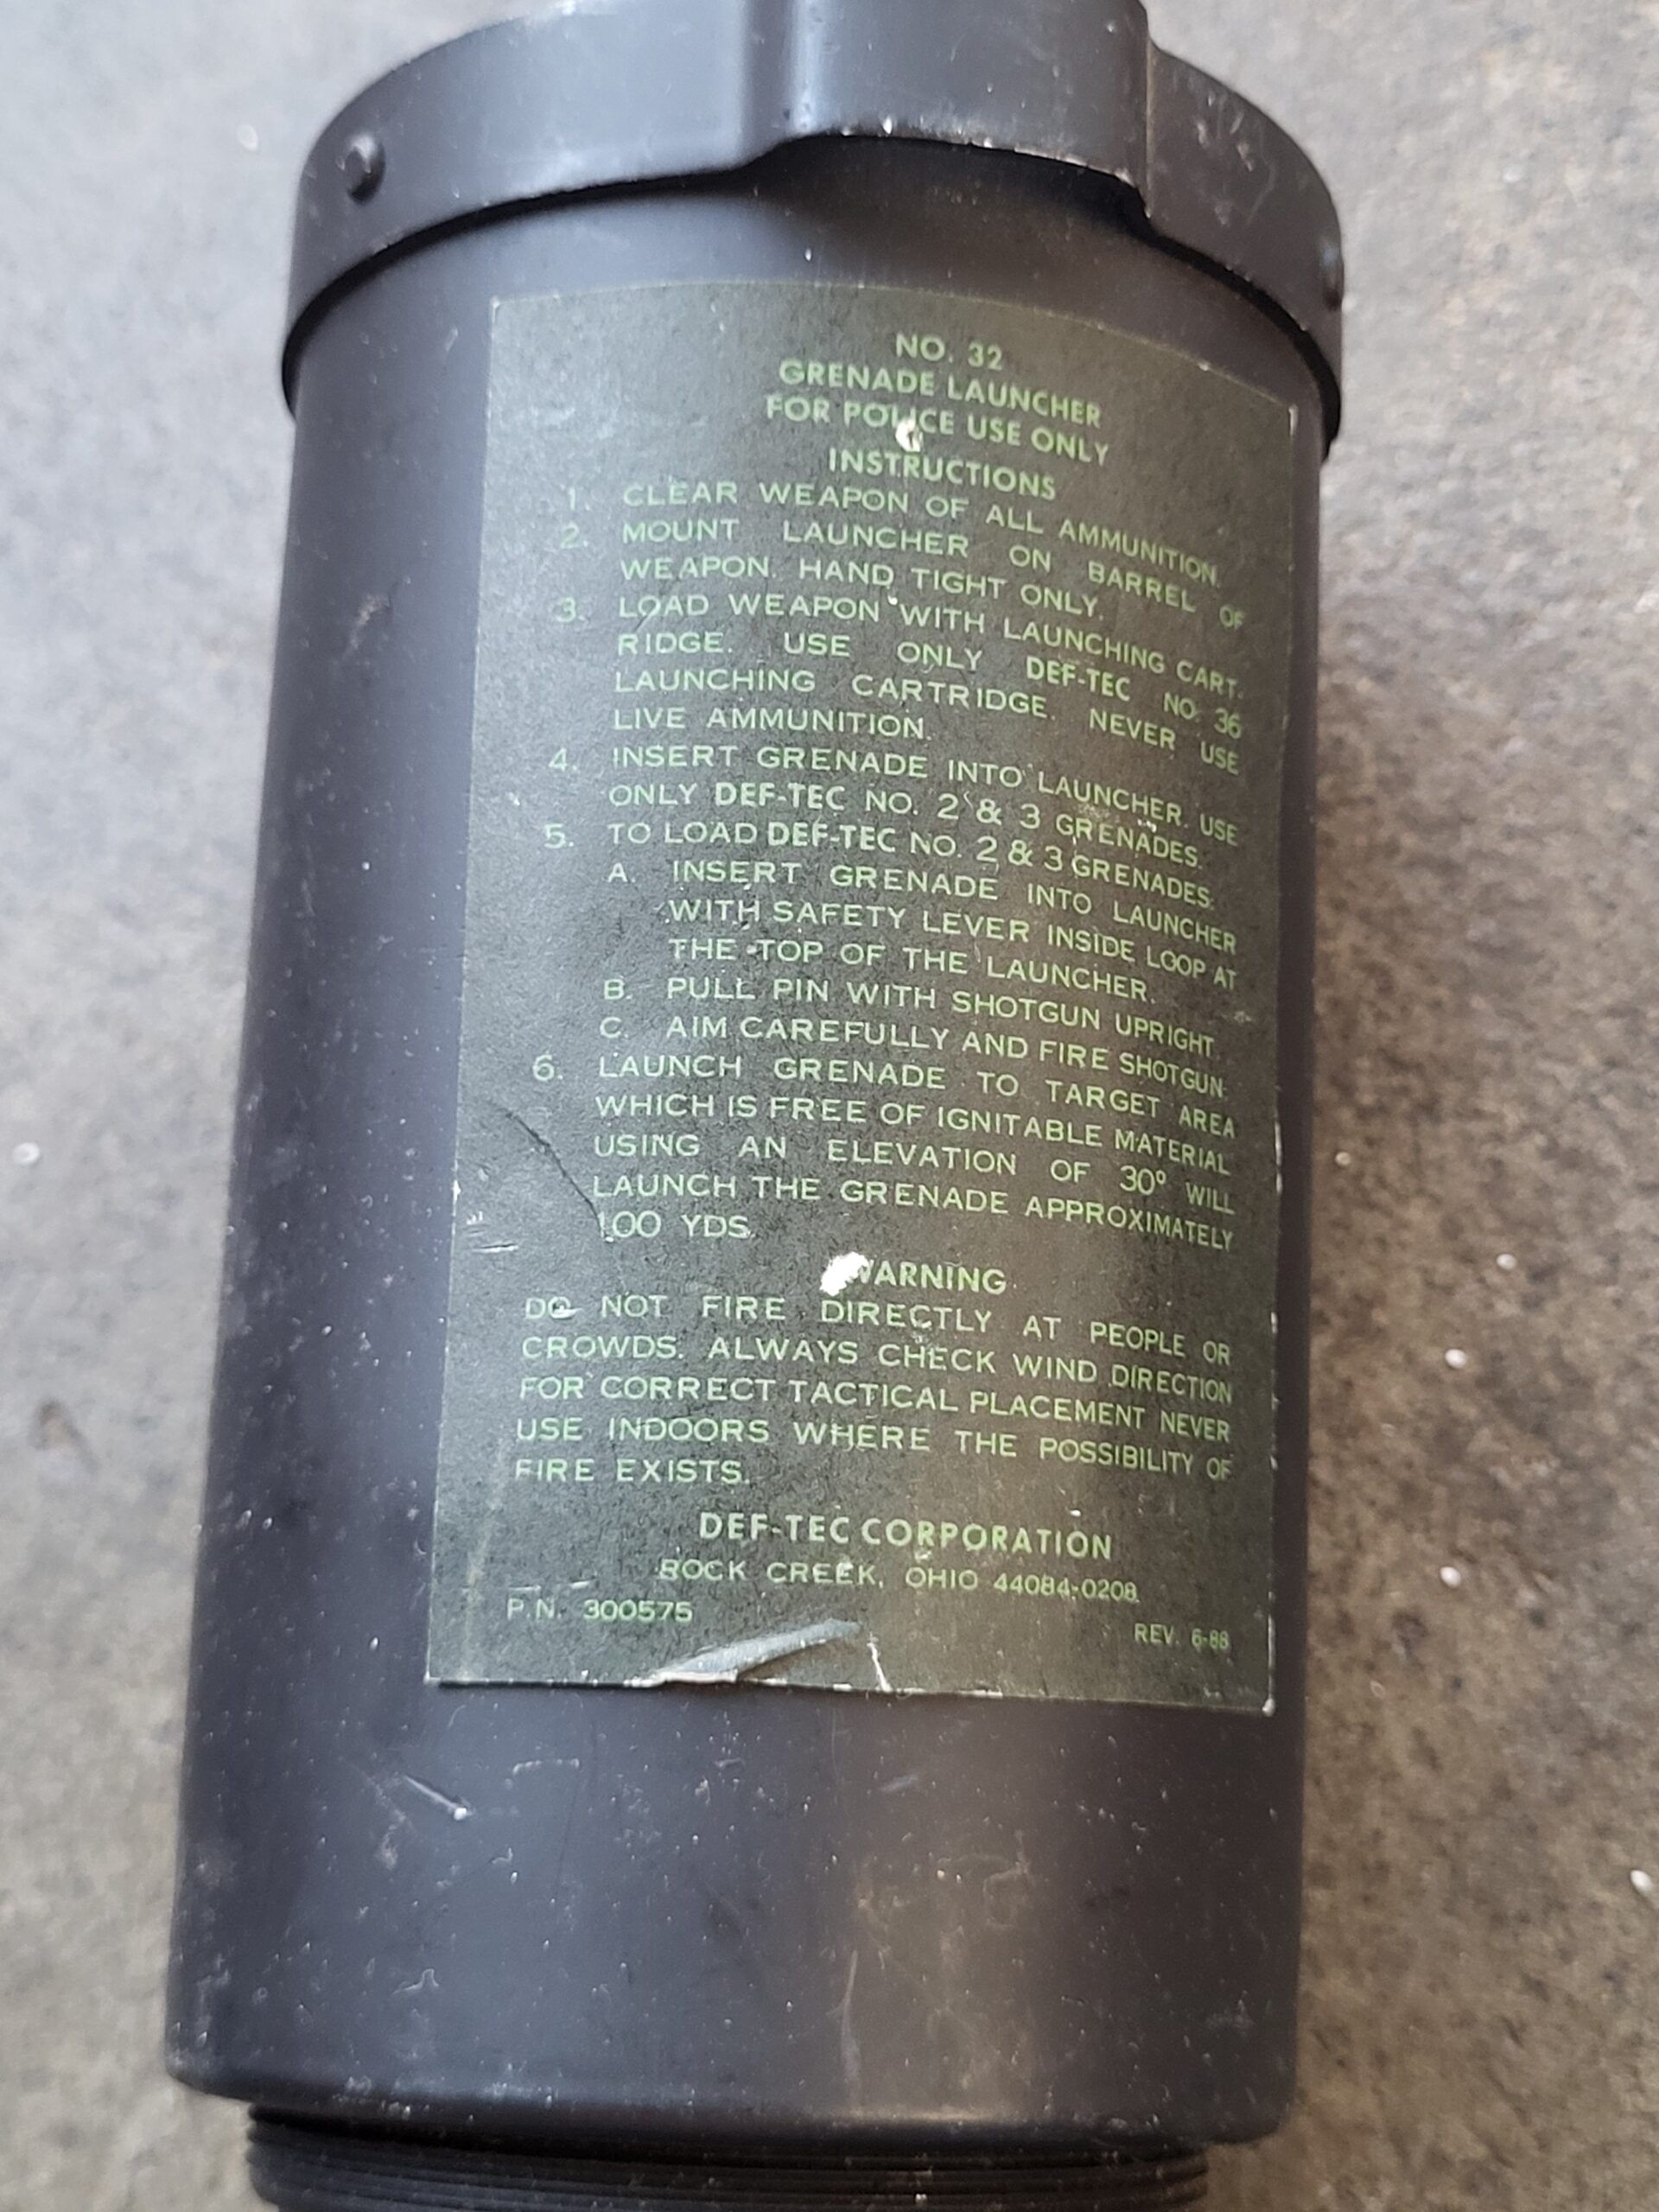 NO. 32
GRENADE LAUNCHER
FOR POLICE USE ONLY
INSTRUCTIONS
1. CLEAR WEAPON OF ALL AMMUNITION.
2. MOUNT LAUNCHER ON BARREL OF
WEAPON. HAND TIGHT ONLY.
3. LOAD WEAPON WITH LAUNCHING CART-
RIDGE. USE ONLY DEF-TEC NO. 36
LAUNCHING CARTRIDGE. NEVER USE
LIVE AMMUNITION.
4. INSERT GRENADE INTO LAUNCHER. USE
ONLY DEF-TEC NO. 2 & 3 GRENADES.
5. TO LOAD DEF-TEC NO. 2 & 3 GRENADES.
A. INSERT GRENADE INTO LAUNCHER
WITH SAFETY LEVER INSIDE LOOP AT
THE TOP OF THE LAUNCHER.
B. PULL PIN WITH SHOTGUN UPRIGHT.
C. AIM CAREFULLY AND FIRE SHOTGUN.
6. LAUNCH GRENADE TO TARGET AREA
WHICH IS FREE OF IGNITABLE MATERIAL
USING AN ELEVATION OF 30° WILL
LAUNCH THE GRENADE APPROXIMATELY
100 YDS.
WARNING
DO NOT FIRE DIRECTLY AT PEOPLE OR
CROWDS. ALWAYS CHECK WIND DIRECTION
FOR CORRECT TACTICAL PLACEMENT NEVER
USE INDOORS WHERE THE POSSIBILITY OF
FIRE EXISTS.
DEF-TEC CORPORATION
ROCK CREEK, OHIO 44084-0208
P.N. 300575
REV. 6-88